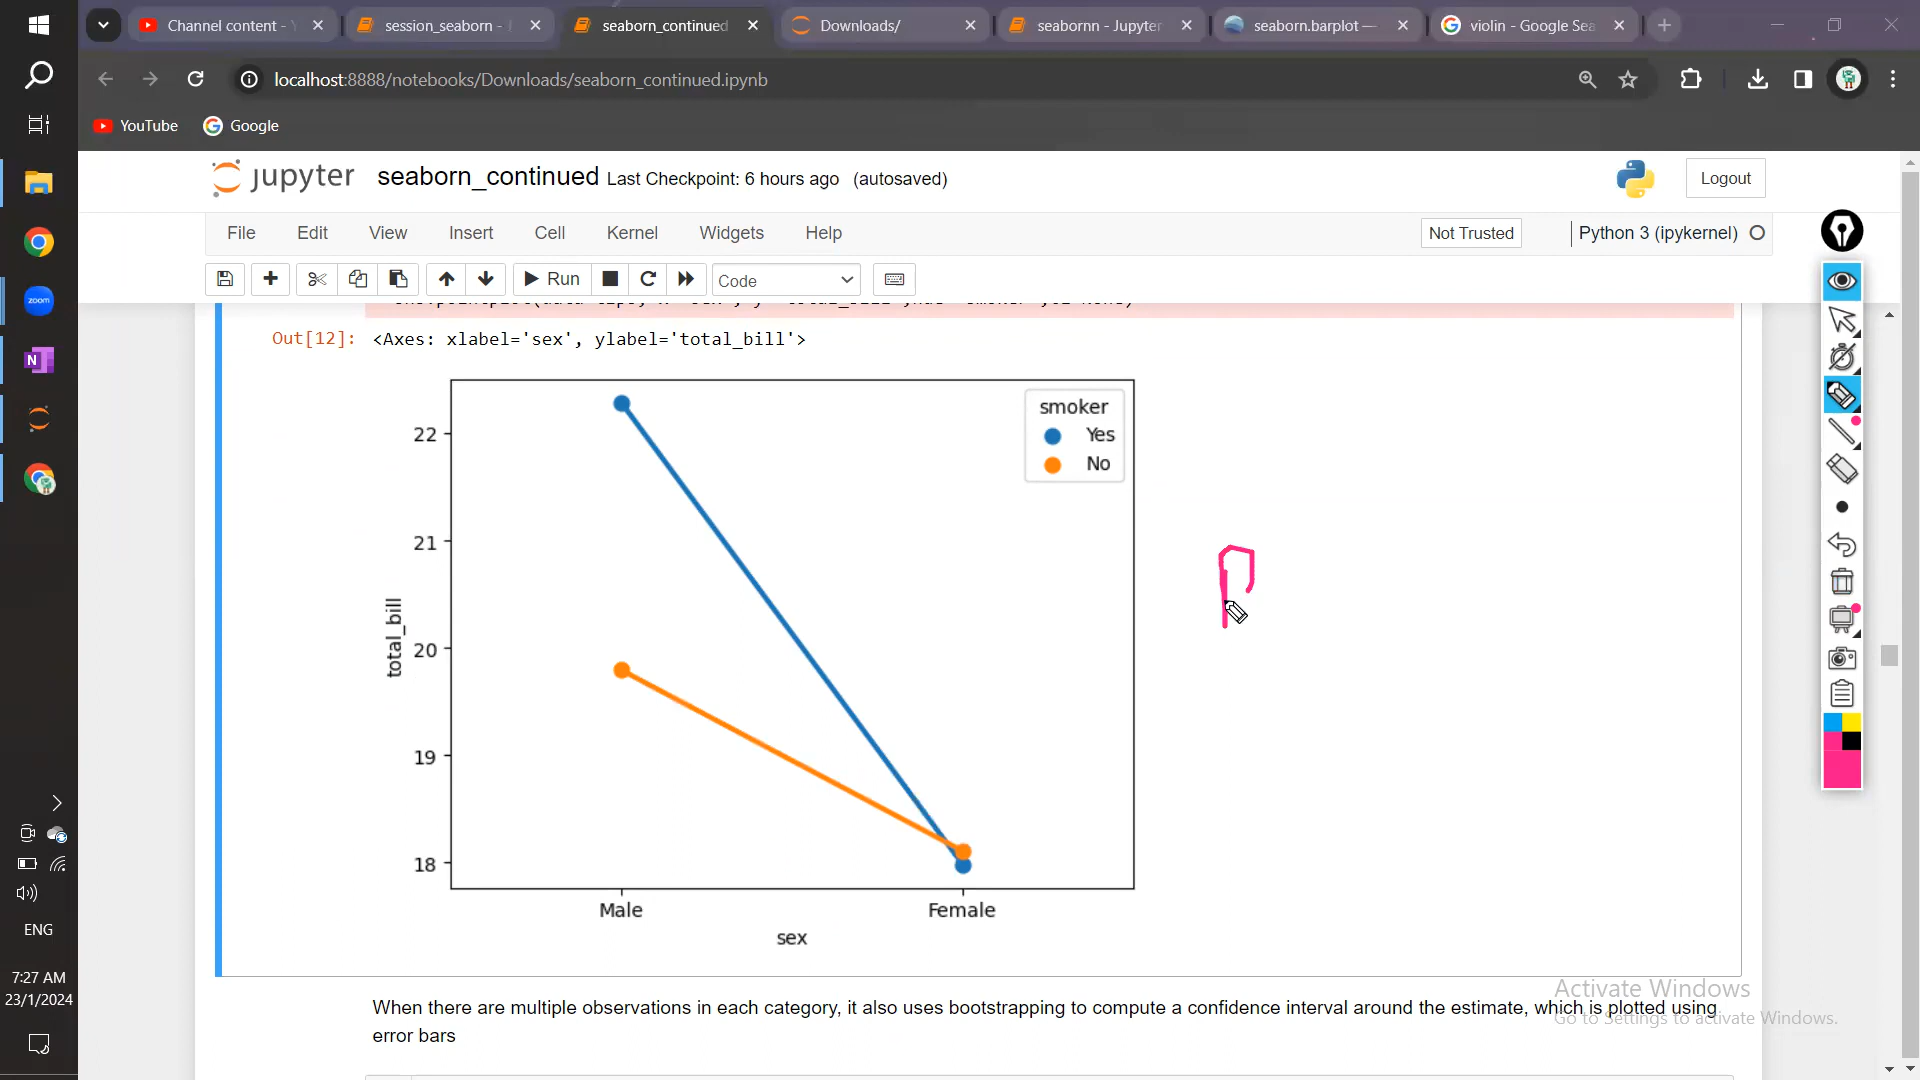 Channel content - Y
session_seaborn - 
seaborn_continued
Downloads/
seabornn - Jupyter
seaborn.barplot —
violin - Google Sea
localhost:8888/notebooks/Downloads/seaborn_continued.ipynb
YouTube
Google
jupyter
seaborn_continued Last Checkpoint: 6 hours ago (autosaved)
Logout
File Edit View Insert Cell Kernel Widgets Help
Not Trusted
Python 3 (ipykernel)
Run
Code
Out[12]: <Axes: xlabel='sex', ylabel='total_bill'>
smoker
Yes
No
22
21
20
19
18
total_bill
Male
Female
sex
When there are multiple observations in each category, it also uses bootstrapping to compute a confidence interval around the estimate, which is plotted using
error bars
Activate Windows
Go to Settings to activate Windows.
zoom
N
ENG
7:27 AM
23/1/2024